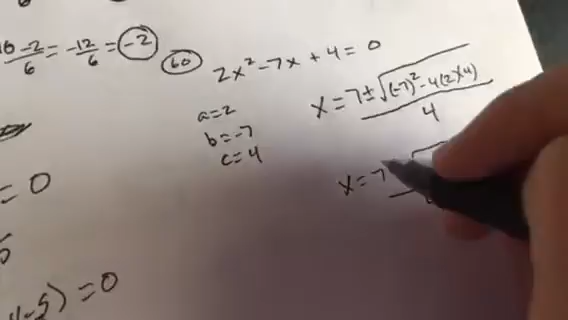 -2/6 = -12/6 = -2
60 2x² - 7x + 4 = 0
a=2
b=-7
c=4
x = 7 ± √(-7)² - 4(2)(4) / 4
x = 7
= 0
-5) = 0